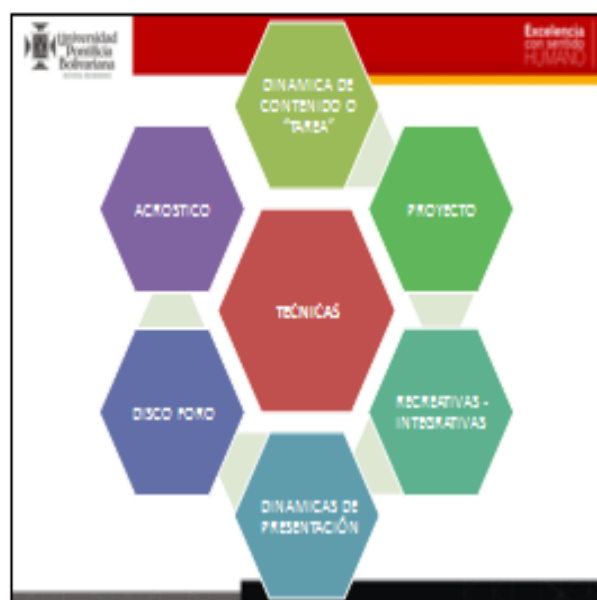 Universidad
Pontificia
Bolivariana
Excelencia
con sentido
HUMANO
DINAMICA DE
CONTENIDO O
"TAREA"
ACROSTICO
PROYECTO
TECNICAS
DISCO FORO
RECREATIVAS -
INTEGRATIVAS
DINAMICAS DE
PRESENTACIÓN